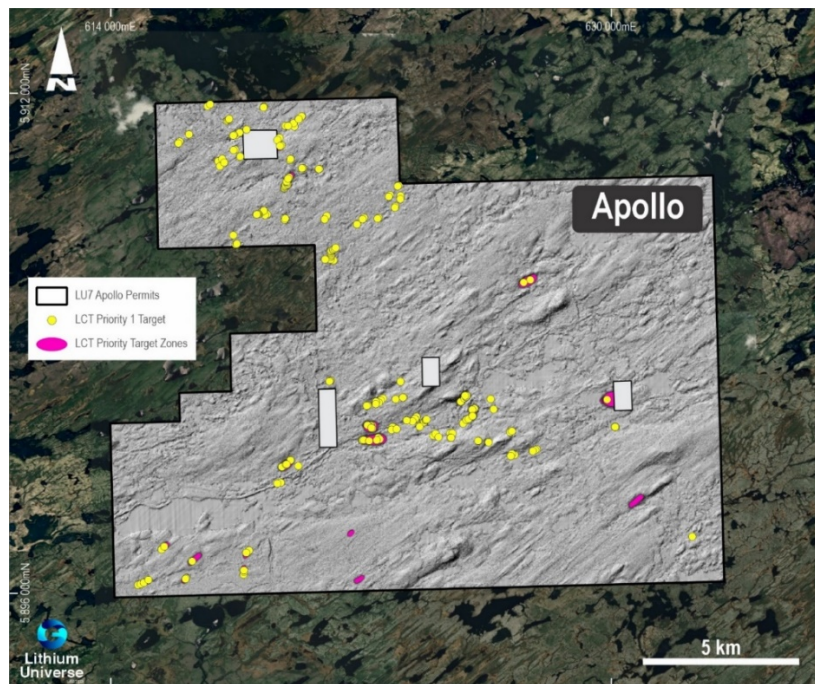 614 000mE
630 000mE
N
5 912 000mN
Apollo
LU7 Apollo Permits
LCT Priority 1 Target
LCT Priority Target Zones
5 896 000mN
Lithium
Universe
5 km